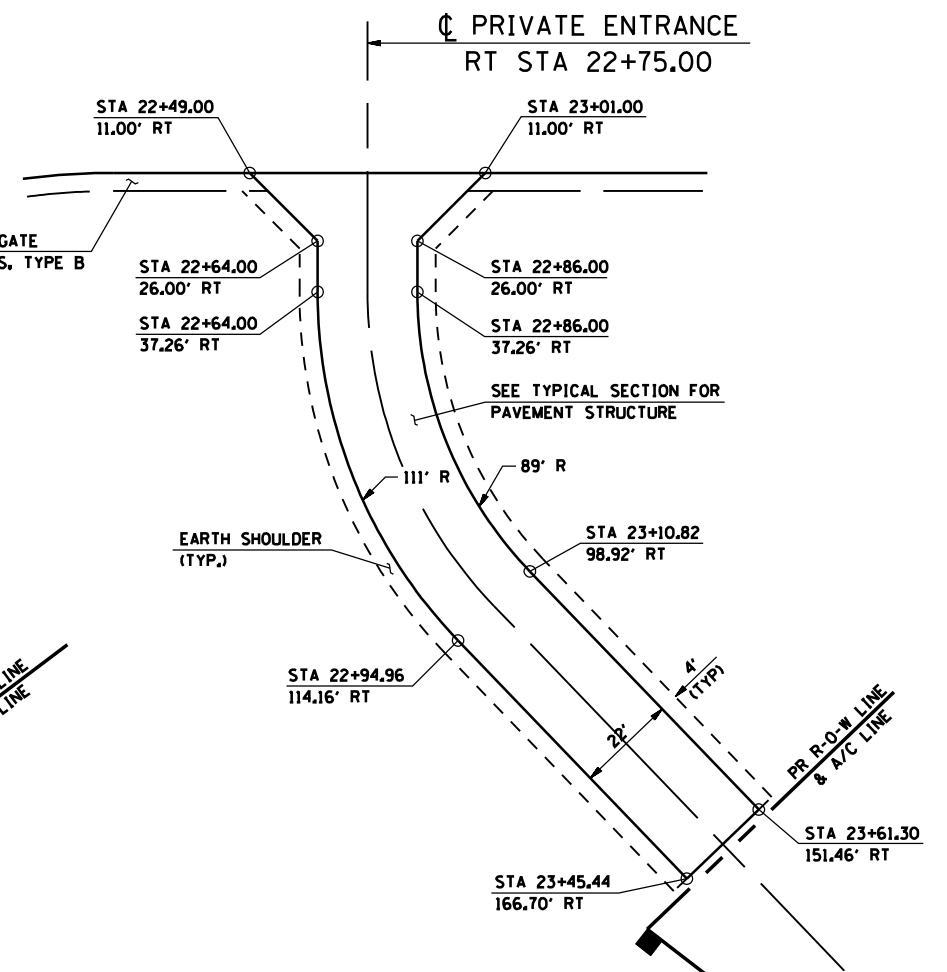 ℄ PRIVATE ENTRANCE
RT STA 22+75.00
STA 22+49.00
11.00' RT
STA 23+01.00
11.00' RT
GATE
S, TYPE B
STA 22+64.00
26.00' RT
STA 22+86.00
26.00' RT
STA 22+64.00
37.26' RT
STA 22+86.00
37.26' RT
SEE TYPICAL SECTION FOR
PAVEMENT STRUCTURE
111' R
89' R
EARTH SHOULDER
(TYP.)
STA 23+10.82
98.92' RT
STA 22+94.96
114.16' RT
4'
(TYP)
22'
LINE
LINE
PR R-O-W LINE
& A/C LINE
STA 23+61.30
151.46' RT
STA 23+45.44
166.70' RT